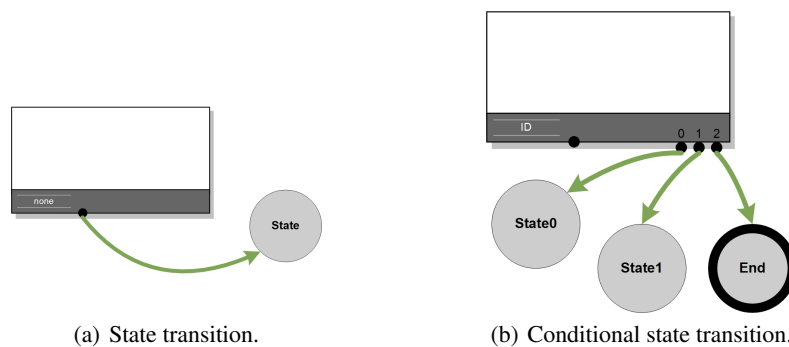 none
State
(a) State transition.
ID
0 1 2
State0
State1
End
(b) Conditional state transition.